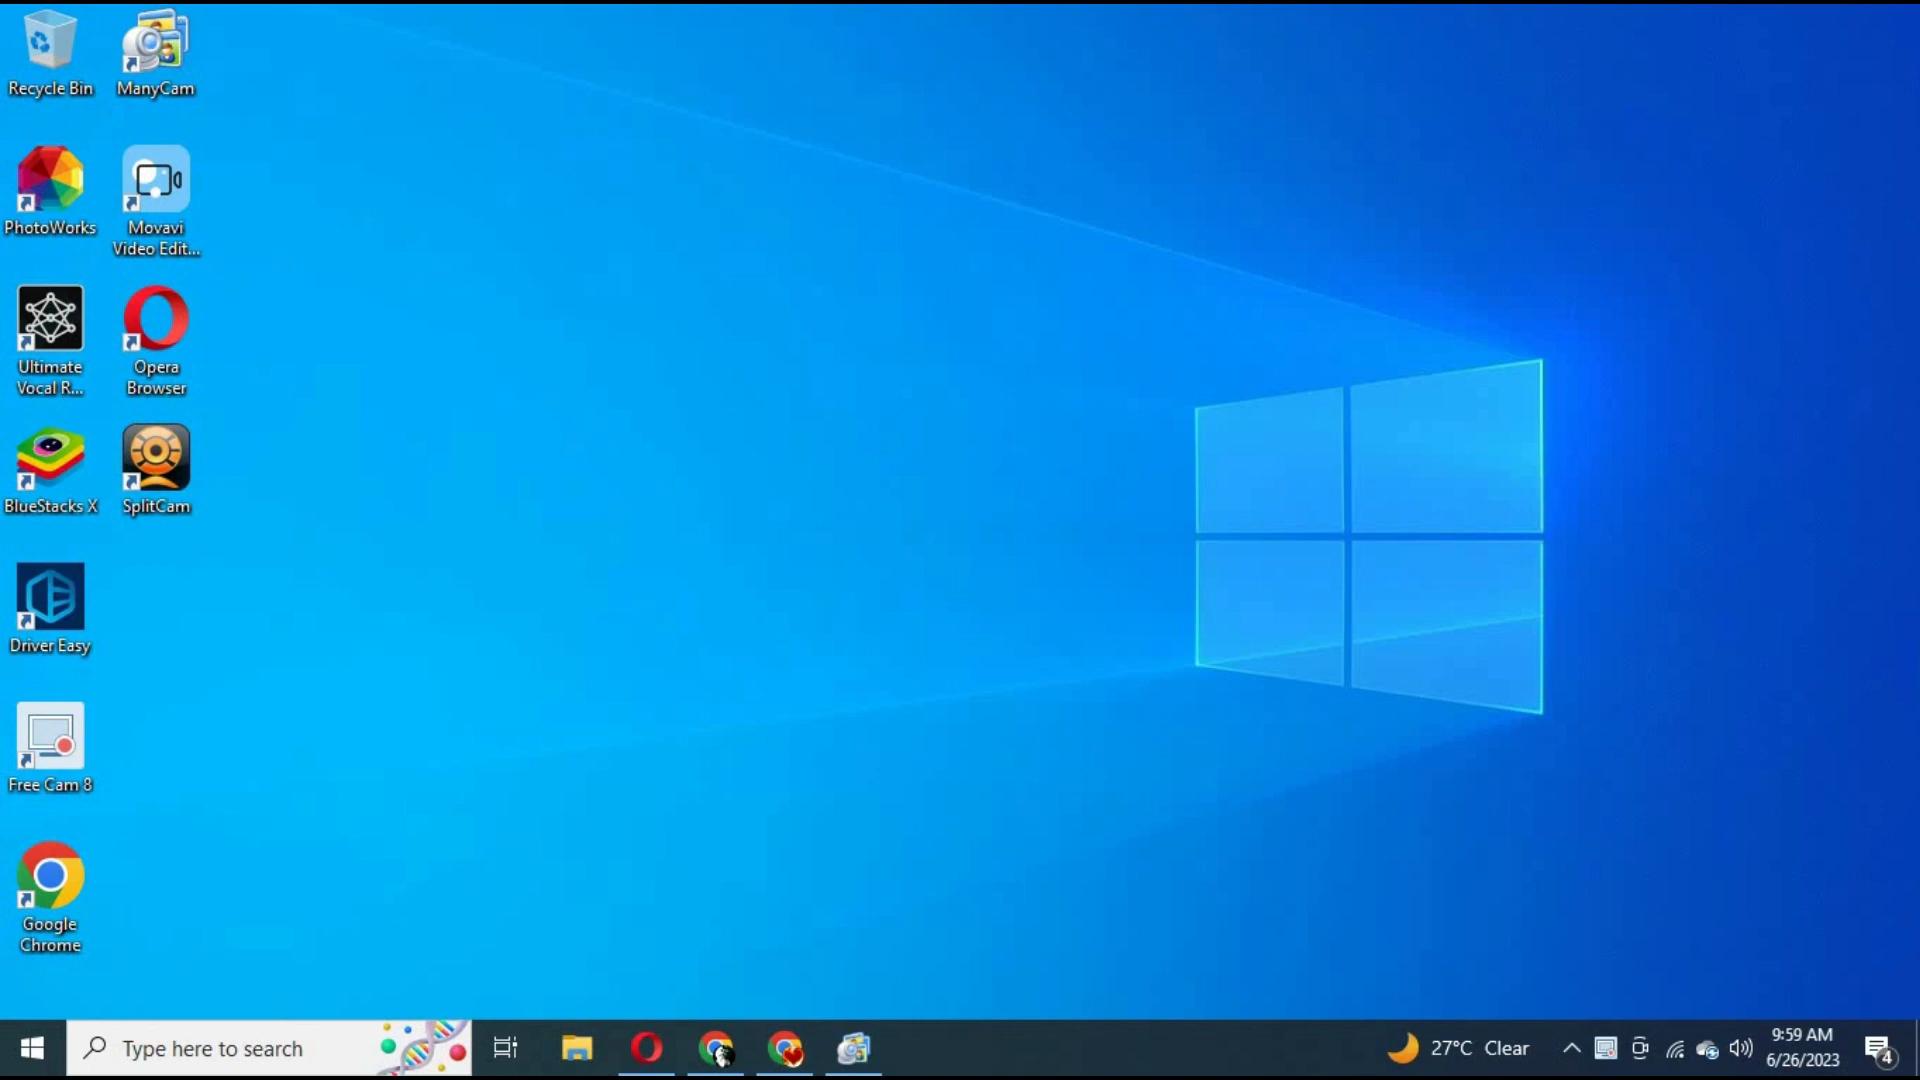 Recycle Bin
ManyCam
PhotoWorks
Movavi
Video Edit...
Ultimate
Vocal R...
Opera
Browser
BlueStacks X
SplitCam
Driver Easy
Free Cam 8
Google
Chrome
Type here to search
27°C Clear
9:59 AM
6/26/2023
4